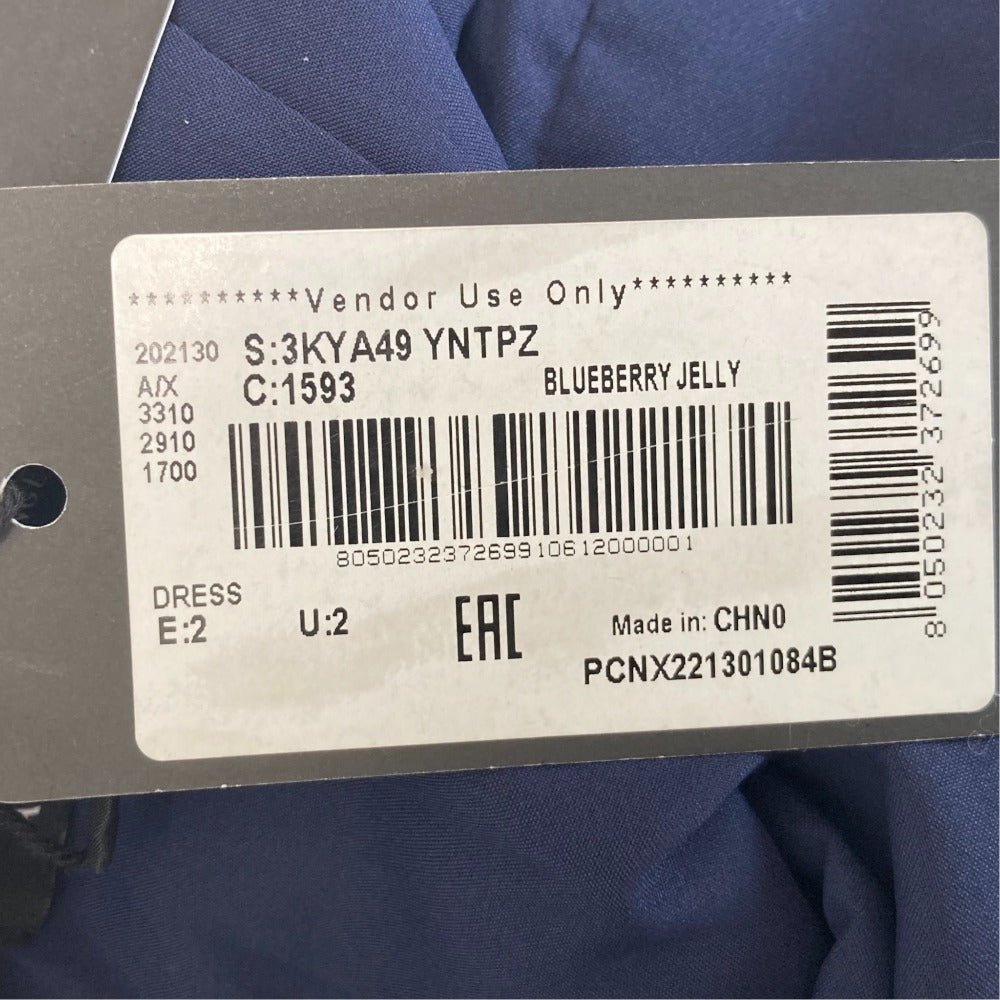 **********Vendor Use Only**********
202130 S:3KYA49 YNTPZ
A/X C:1593 BLUEBERRY JELLY
3310
2910
1700
805023237269910612000001
8050232372699
DRESS
E:2 U:2 EAC Made in: CHN0
PCNX221301084B